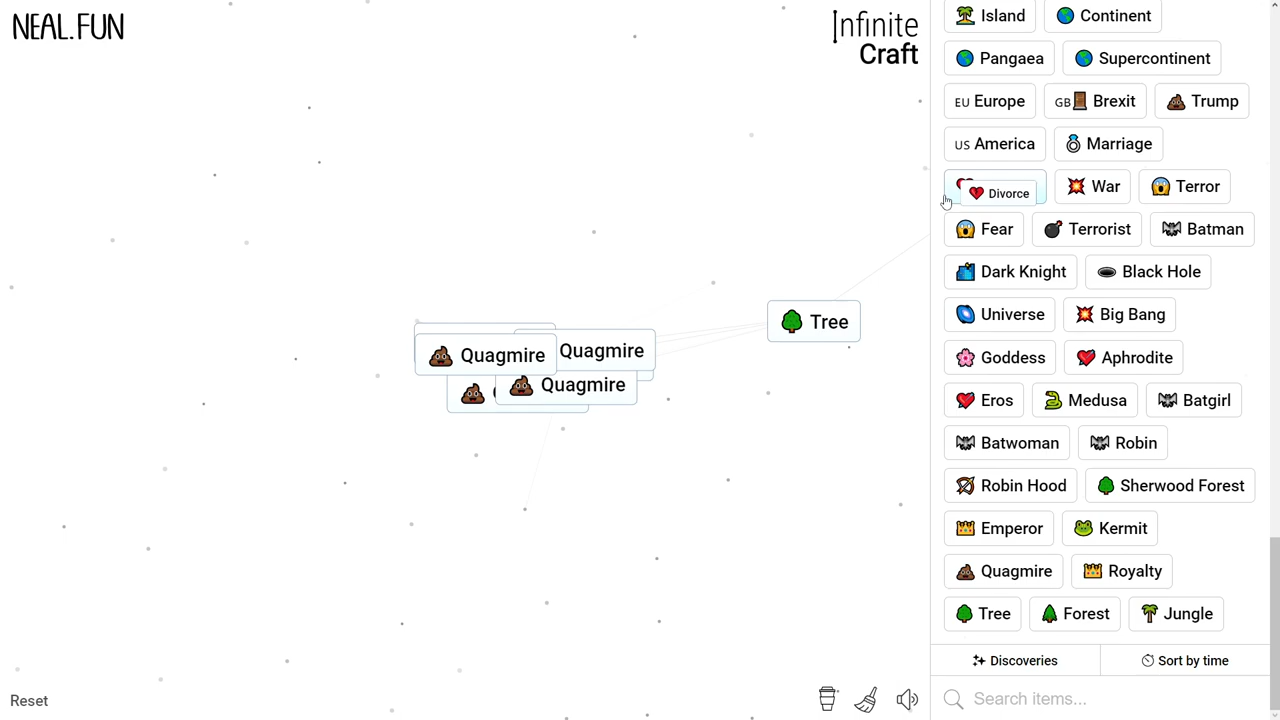 NEAL.FUN
Infinite
Craft
Island Continent
Pangaea Supercontinent
EU Europe GB Brexit Trump
US America Marriage
Divorce War Terror
Fear Terrorist Batman
Dark Knight Black Hole
Universe Big Bang
Goddess Aphrodite
Eros Medusa Batgirl
Batwoman Robin
Robin Hood Sherwood Forest
Emperor Kermit
Quagmire Royalty
Tree Forest Jungle
Tree
Quagmire
Quagmire
Quagmire
Discoveries Sort by time
Search items...
Reset